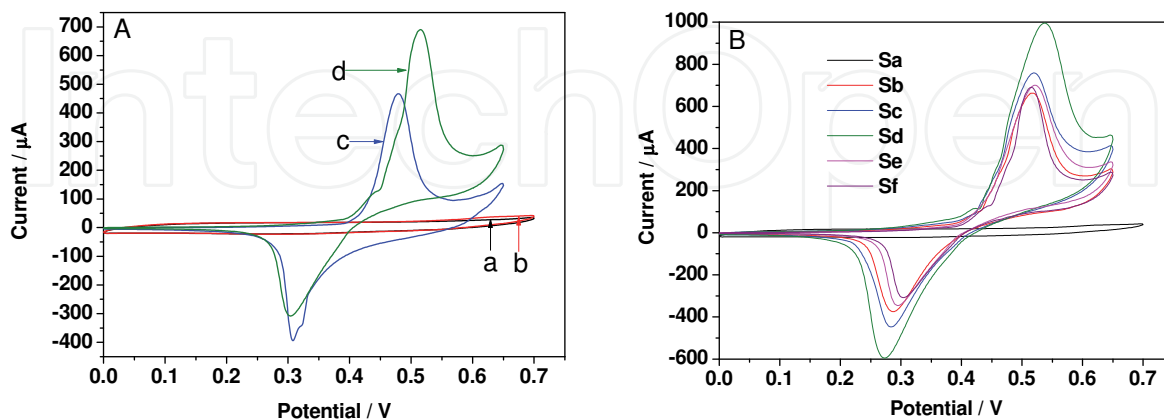 IntechOpen
A
700
600
500
400
300
200
100
0
-100
-200
-300
-400
Current / µA
d
c
a
b
0.0 0.1 0.2 0.3 0.4 0.5 0.6 0.7
Potential / V
B
1000
800
600
400
200
0
-200
-400
-600
Current / µA
Sa
Sb
Sc
Sd
Se
Sf
0.0 0.1 0.2 0.3 0.4 0.5 0.6 0.7
Potential / V